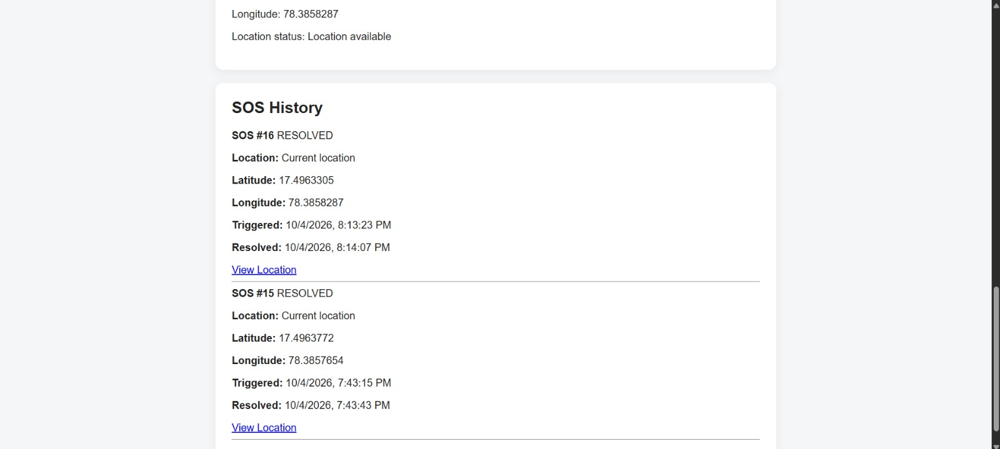 Longitude: 78.3858287
Location status: Location available
SOS History
SOS #16 RESOLVED
Location: Current location
Latitude: 17.4963305
Longitude: 78.3858287
Triggered: 10/4/2026, 8:13:23 PM
Resolved: 10/4/2026, 8:14:07 PM
View Location
SOS #15 RESOLVED
Location: Current location
Latitude: 17.4963772
Longitude: 78.3857654
Triggered: 10/4/2026, 7:43:15 PM
Resolved: 10/4/2026, 7:43:43 PM
View Location